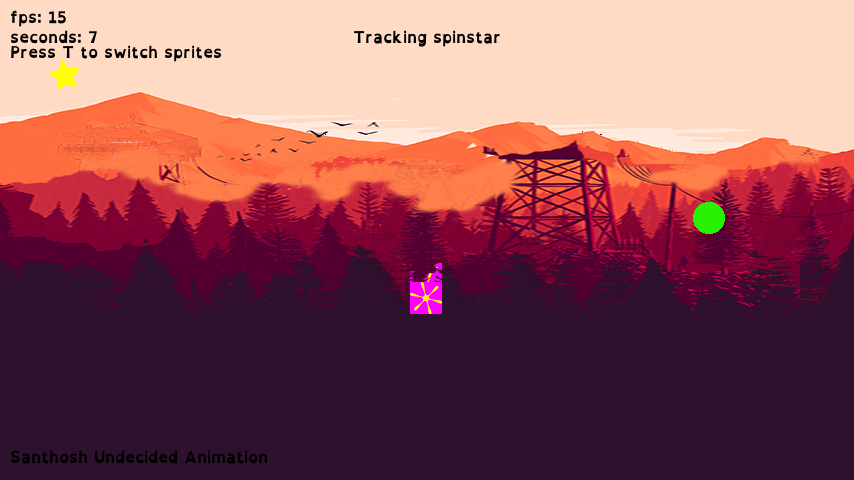 fps: 15
seconds: 7
Tracking spinstar
Press T to switch sprites
Santhosh Undecided Animation